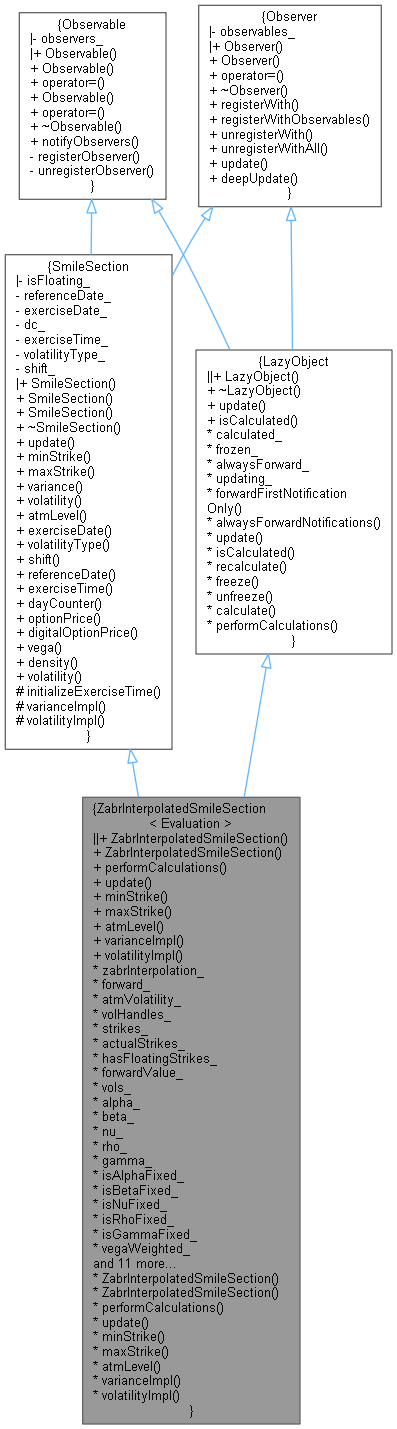 {Observable
|- observers_
|+ Observable()
+ Observable()
+ operator=()
+ Observable()
+ operator=()
+ ~Observable()
+ notifyObservers()
- registerObserver()
- unregisterObserver()
}
{Observer
|- observables_
|+ Observer()
+ Observer()
+ operator=()
+ ~Observer()
+ registerWith()
+ registerWithObservables()
+ unregisterWith()
+ unregisterWithAll()
+ update()
+ deepUpdate()
}
{SmileSection
|- isFloating_
- referenceDate_
- exerciseDate_
- dc_
- exerciseTime_
- volatilityType_
- shift_
|+ SmileSection()
+ SmileSection()
+ SmileSection()
+ ~SmileSection()
+ update()
+ minStrike()
+ maxStrike()
+ variance()
+ volatility()
+ atmLevel()
+ exerciseDate()
+ volatilityType()
+ shift()
+ referenceDate()
+ exerciseTime()
+ dayCounter()
+ optionPrice()
+ digitalOptionPrice()
+ vega()
+ density()
+ volatility()
# initializeExerciseTime()
# varianceImpl()
# volatilityImpl()
}
{LazyObject
||+ LazyObject()
+ ~LazyObject()
+ update()
+ isCalculated()
* calculated_
* frozen_
* alwaysForward_
* updating_
* forwardFirstNotification
Only()
* alwaysForwardNotifications()
* update()
* isCalculated()
* recalculate()
* freeze()
* unfreeze()
* calculate()
* performCalculations()
}
{ZabrInterpolatedSmileSection
< Evaluation >
||+ ZabrInterpolatedSmileSection()
+ ZabrInterpolatedSmileSection()
+ performCalculations()
+ update()
+ minStrike()
+ maxStrike()
+ atmLevel()
+ varianceImpl()
+ volatilityImpl()
* zabrInterpolation_
* forward_
* atmVolatility_
* volHandles_
* strikes_
* actualStrikes_
* hasFloatingStrikes_
* forwardValue_
* vols_
* alpha_
* beta_
* nu_
* rho_
* gamma_
* isAlphaFixed_
* isBetaFixed_
* isNuFixed_
* isRhoFixed_
* isGammaFixed_
* vegaWeighted_
and 11 more...
* ZabrInterpolatedSmileSection()
* ZabrInterpolatedSmileSection()
* performCalculations()
* update()
* minStrike()
* maxStrike()
* atmLevel()
* varianceImpl()
* volatilityImpl()
}